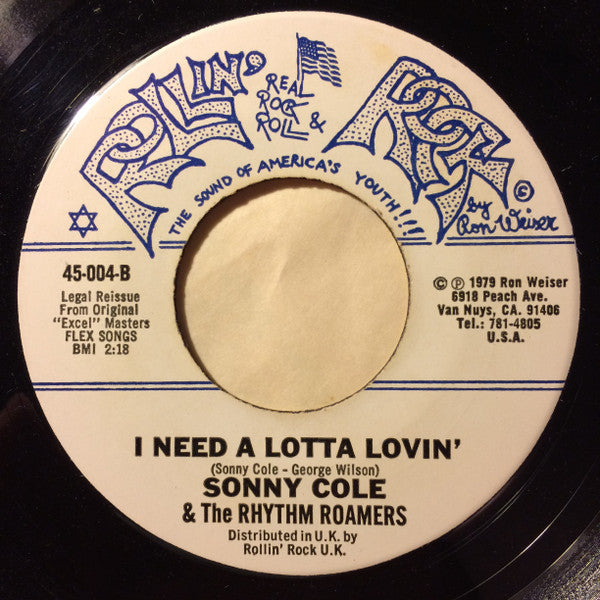 ROLLIN' ROCK
REAL
ROCK
& ROLL
THE SOUND OF AMERICA'S YOUTH!!!!
©
by
Ron Weiser
45-004-B
Legal Reissue
From Original
"Excel" Masters
FLEX SONGS
BMI 2:18
© ℗ 1979 Ron Weiser
6918 Peach Ave.
Van Nuys, CA. 91406
Tel.: 781-4805
U.S.A.
I NEED A LOTTA LOVIN'
(Sonny Cole - George Wilson)
SONNY COLE
& The RHYTHM ROAMERS
Distributed in U.K. by
Rollin' Rock U.K.